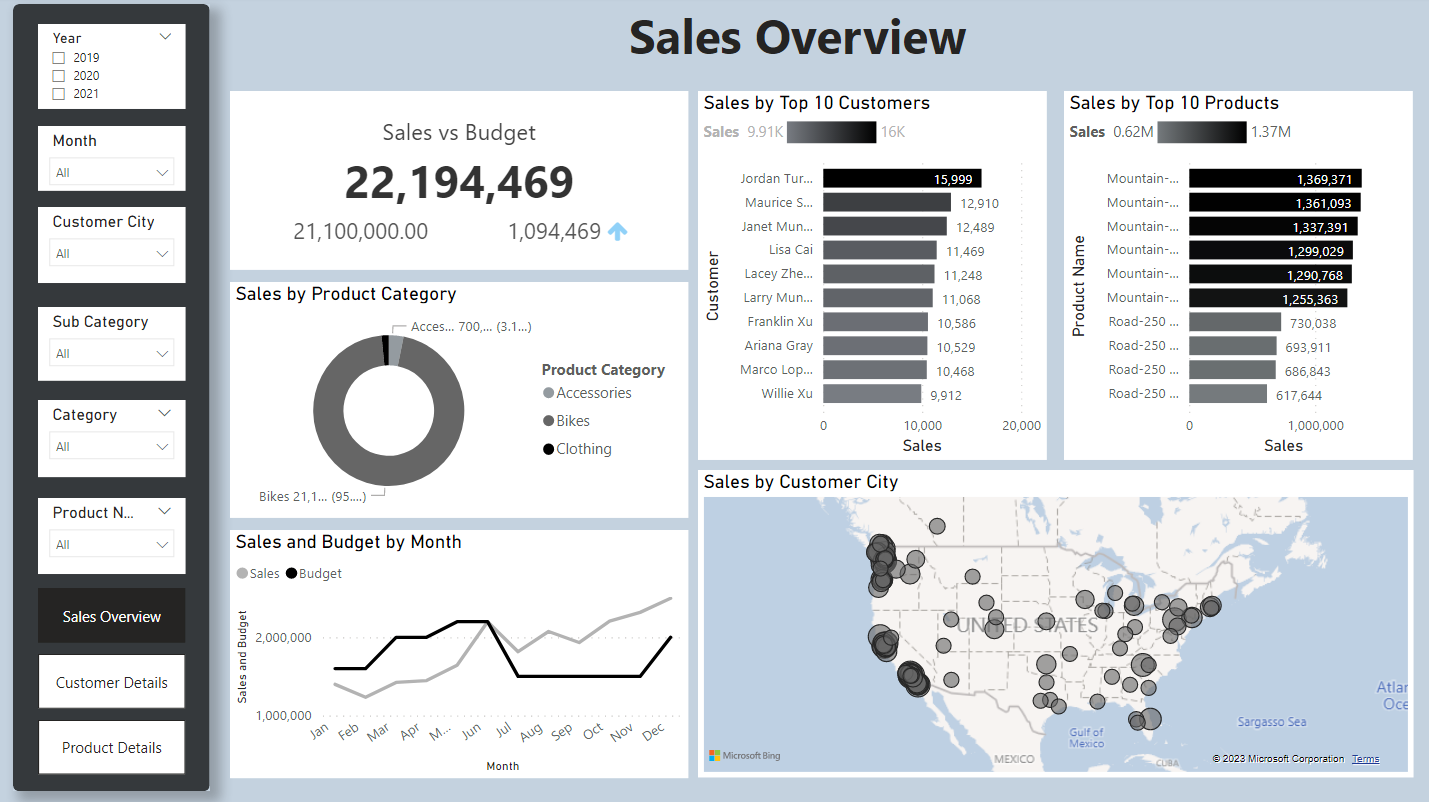 Sales Overview
Year
2019
2020
2021
Month
All
Customer City
All
Sub Category
All
Category
All
Product N...
All
Sales Overview
Customer Details
Product Details
Sales vs Budget
22,194,469
21,100,000.00 1,094,469
Sales by Product Category
Acces... 700,... (3.1...)
Bikes 21,1... (95....)
Product Category
Accessories
Bikes
Clothing
Sales and Budget by Month
Sales Budget
Sales and Budget
2,000,000
1,000,000
Jan Feb Mar Apr M... Jun Jul Aug Sep Oct Nov Dec
Month
Sales by Top 10 Customers
Sales 9.91K 16K
Customer
Jordan Tur... 15,999
Maurice S... 12,910
Janet Mun... 12,489
Lisa Cai 11,469
Lacey Zhe... 11,248
Larry Mun... 11,068
Franklin Xu 10,586
Ariana Gray 10,529
Marco Lop... 10,468
Willie Xu 9,912
0 10,000 20,000
Sales
Sales by Top 10 Products
Sales 0.62M 1.37M
Product Name
Mountain-... 1,369,371
Mountain-... 1,361,093
Mountain-... 1,337,391
Mountain-... 1,299,029
Mountain-... 1,290,768
Mountain-... 1,255,363
Road-250 ... 730,038
Road-250 ... 693,911
Road-250 ... 686,843
Road-250 ... 617,644
0 1,000,000
Sales
Sales by Customer City
UNITED STATES
Atlan
Oce
Sargasso Sea
Gulf of
Mexico
MEXICO
CUBA
Microsoft Bing
© 2023 Microsoft Corporation Terms